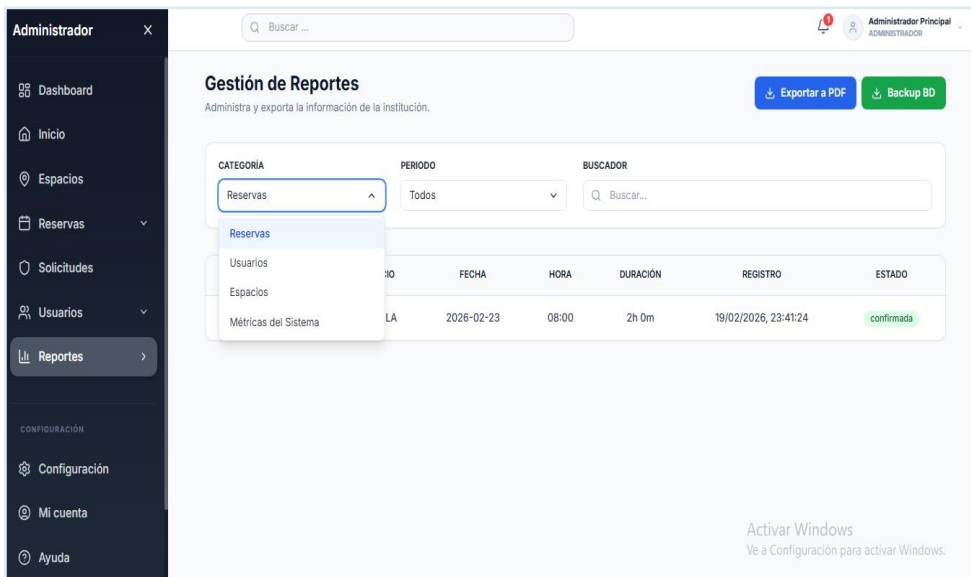 Administrador X
Buscar ...
1
Administrador Principal
ADMINISTRADOR
Dashboard
Inicio
Espacios
Reservas
Solicitudes
Usuarios
Reportes
CONFIGURACIÓN
Configuración
Mi cuenta
Ayuda
Gestión de Reportes
Administra y exporta la información de la institución.
Exportar a PDF
Backup BD
CATEGORÍA
Reservas
PERIODO
Todos
BUSCADOR
Buscar...
Reservas
Usuarios
Espacios
Métricas del Sistema
FECHA HORA DURACIÓN REGISTRO ESTADO
2026-02-23 08:00 2h 0m 19/02/2026, 23:41:24 confirmada
Activar Windows
Ve a Configuración para activar Windows.